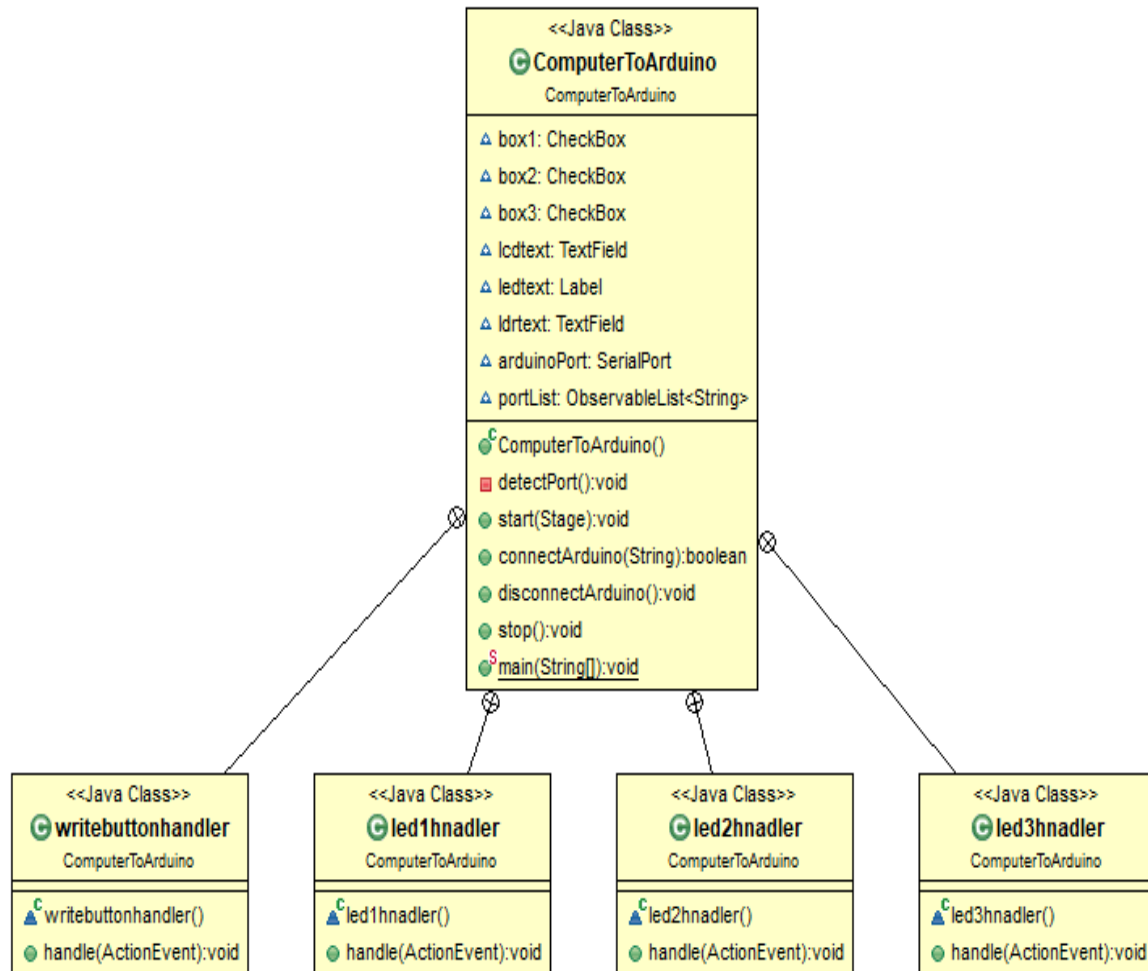 <<Java Class>>
ComputerToArduino
ComputerToArduino
box1: CheckBox
box2: CheckBox
box3: CheckBox
lcdtext: TextField
ledtext: Label
ldrtext: TextField
arduinoPort: SerialPort
portList: ObservableList<String>
ComputerToArduino()
detectPort():void
start(Stage):void
connectArduino(String):boolean
disconnectArduino():void
stop():void
main(String[]):void
<<Java Class>>
writebuttonhandler
ComputerToArduino
writebuttonhandler()
handle(ActionEvent):void
<<Java Class>>
led1hnadler
ComputerToArduino
led1hnadler()
handle(ActionEvent):void
<<Java Class>>
led2hnadler
ComputerToArduino
led2hnadler()
handle(ActionEvent):void
<<Java Class>>
led3hnadler
ComputerToArduino
led3hnadler()
handle(ActionEvent):void